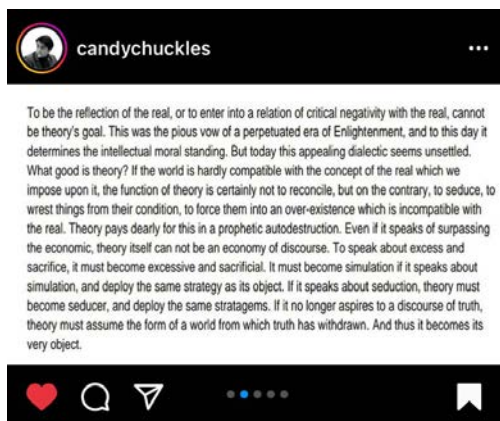 candychuckles
To be the reflection of the real, or to enter into a relation of critical negativity with the real, cannot
be theory's goal. This was the pious vow of a perpetuated era of Enlightenment, and to this day it
determines the intellectual moral standing. But today this appealing dialectic seems unsettled.
What good is theory? If the world is hardly compatible with the concept of the real which we
impose upon it, the function of theory is certainly not to reconcile, but on the contrary, to seduce, to
wrest things from their condition, to force them into an over-existence which is incompatible with
the real. Theory pays dearly for this in a prophetic autodestruction. Even if it speaks of surpassing
the economic, theory itself can not be an economy of discourse. To speak about excess and
sacrifice, it must become excessive and sacrificial. It must become simulation if it speaks about
simulation, and deploy the same strategy as its object. If it speaks about seduction, theory must
become seducer, and deploy the same stratagems. If it no longer aspires to a discourse of truth,
theory must assume the form of a world from which truth has withdrawn. And thus it becomes its
very object.